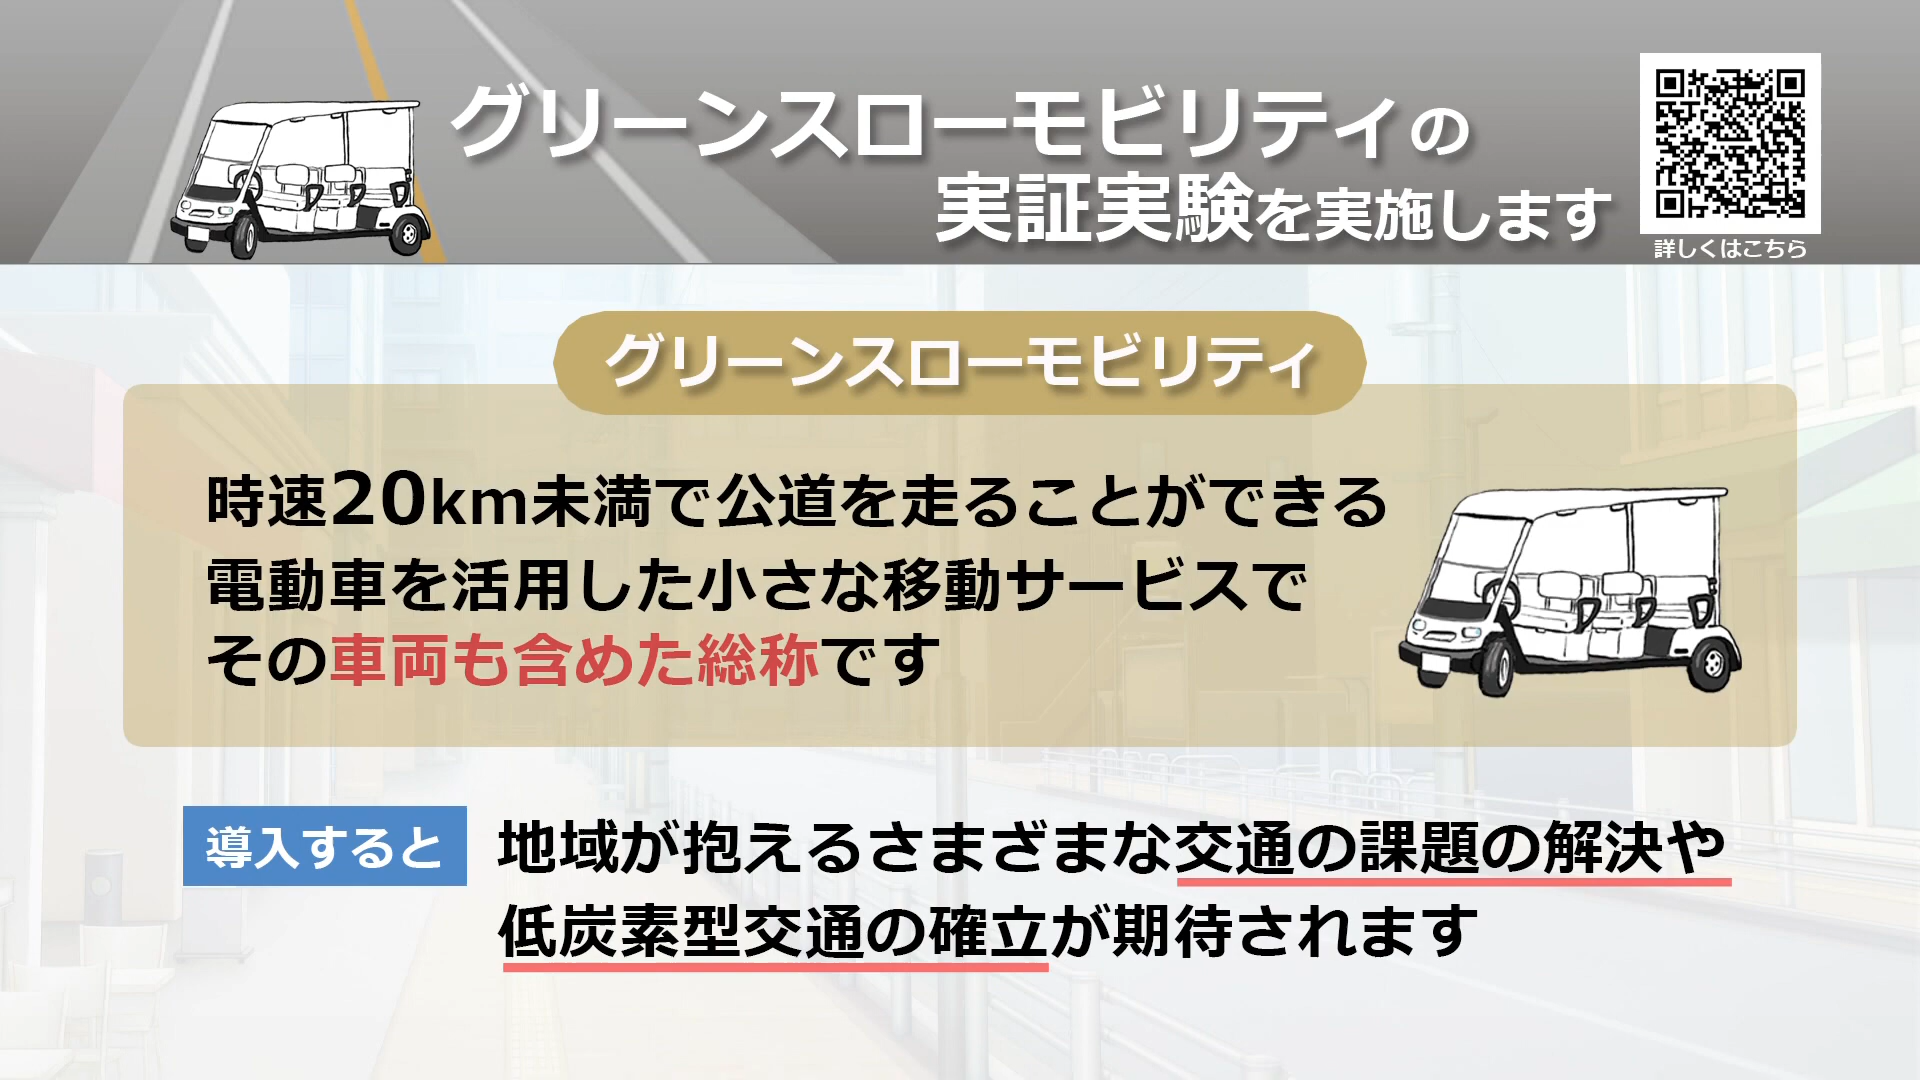 グリーンスローモビリティの
実証実験を実施します
詳しくはこちら
グリーンスローモビリティ
時速20km未満で公道を走ることができる
電動車を活用した小さな移動サービスで
その車両も含めた総称です
導入すると
地域が抱えるさまざまな交通の課題の解決や
低炭素型交通の確立が期待されます